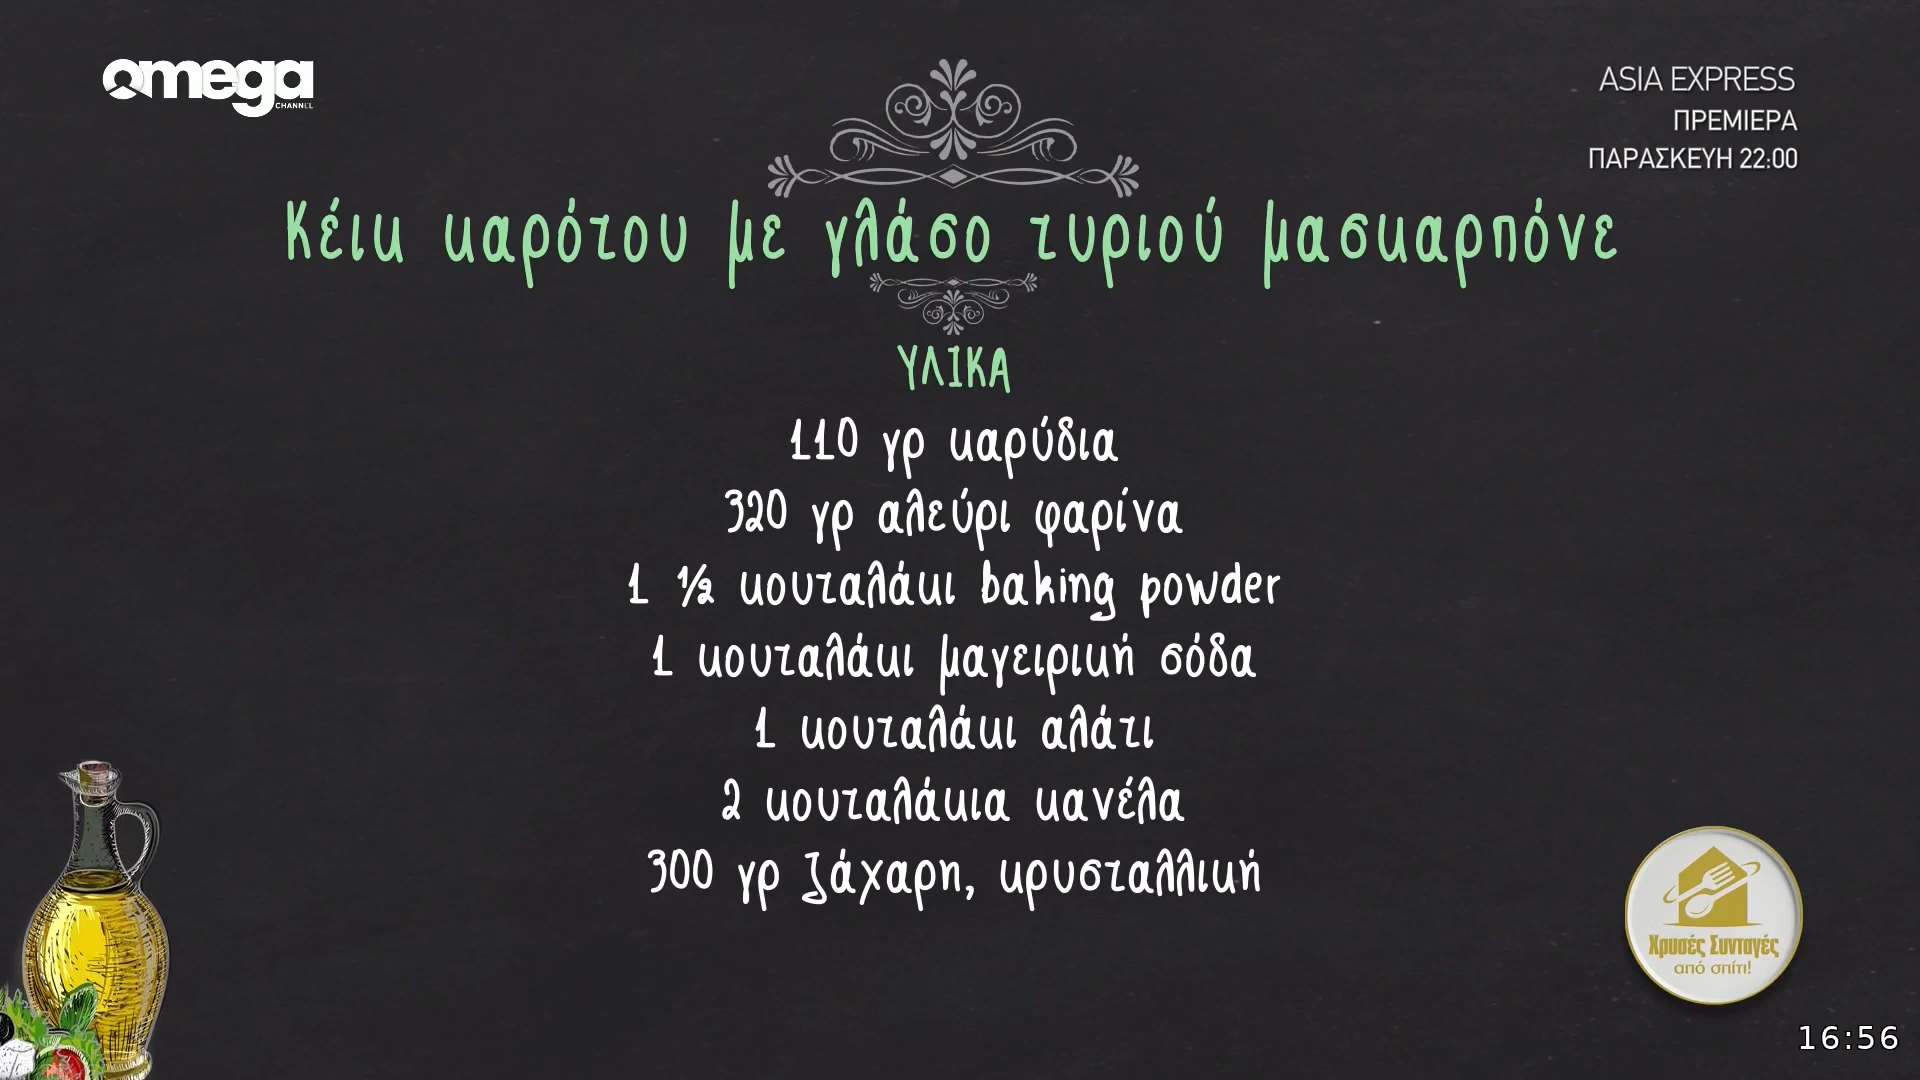 omega
CHANNEL
ASIA EXPRESS
ΠΡΕΜΙΕΡΑ
ΠΑΡΑΣΚΕΥΗ 22:00
Κέικ καρότου με γλάσο τυριού μασκαρπόνε
ΥΛΙΚΑ
110 γρ καρύδια
320 γρ αλεύρι φαρίνα
1 ½ κουταλάκι baking powder
1 κουταλάκι μαγειρική σόδα
1 κουταλάκι αλάτι
2 κουταλάκια κανέλα
300 γρ ζάχαρη, κρυσταλλική
Χρυσές Συνταγές
από σπίτι!
16:56